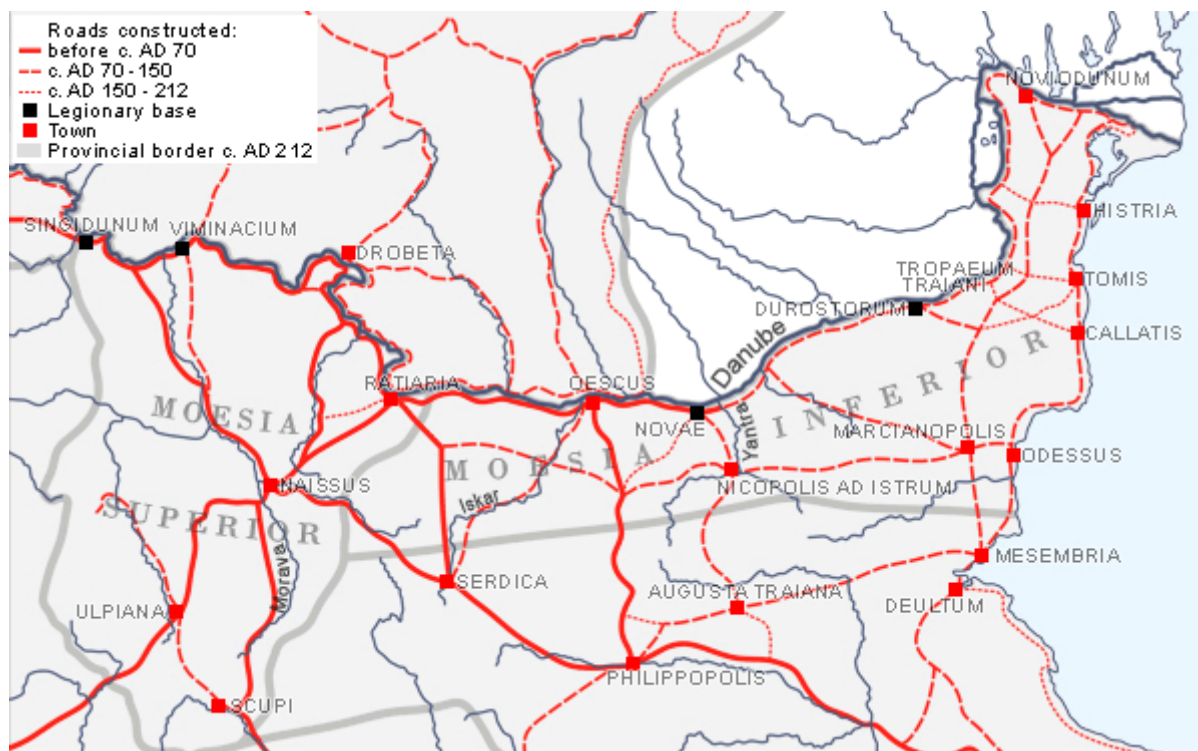 Roads constructed:
before c. AD 70
c. AD 70 - 150
c. AD 150 - 212
Legionary base
Town
Provincial border c. AD 212
NOVIODUNUM
SINGIDUNUM
VIMINACIUM
DROBETA
HISTRIA
TROPAEUM
TRAIANI
TOMIS
DUROSTORUM
CALLATIS
Danube
RATIARIA
OESCUS
NOVAE
Yantra
INFERIOR
MOESIA
MARCIANOPOLIS
ODESSUS
MOESIA
NAISSUS
Iskar
NICOPOLIS AD ISTRUM
SUPERIOR
Morava
MESEMBRIA
SERDICA
AUGUSTA TRAIANA
DEULTUM
ULPIANA
PHILIPPOPOLIS
SCUPI